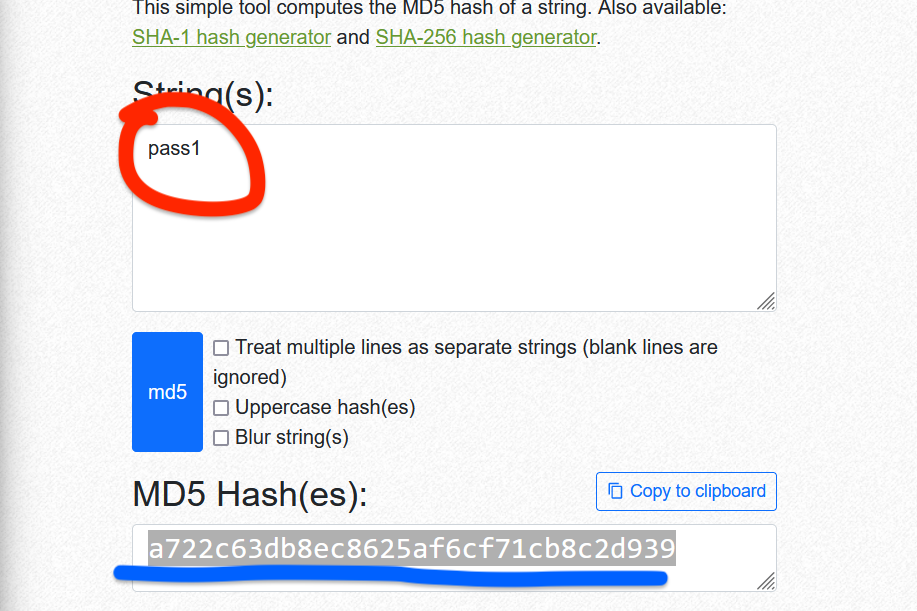 This simple tool computes the MD5 hash of a string. Also available:
SHA-1 hash generator and SHA-256 hash generator.
String(s):
pass1
md5
Treat multiple lines as separate strings (blank lines are
ignored)
Uppercase hash(es)
Blur string(s)
MD5 Hash(es):
Copy to clipboard
a722c63db8ec8625af6cf71cb8c2d939